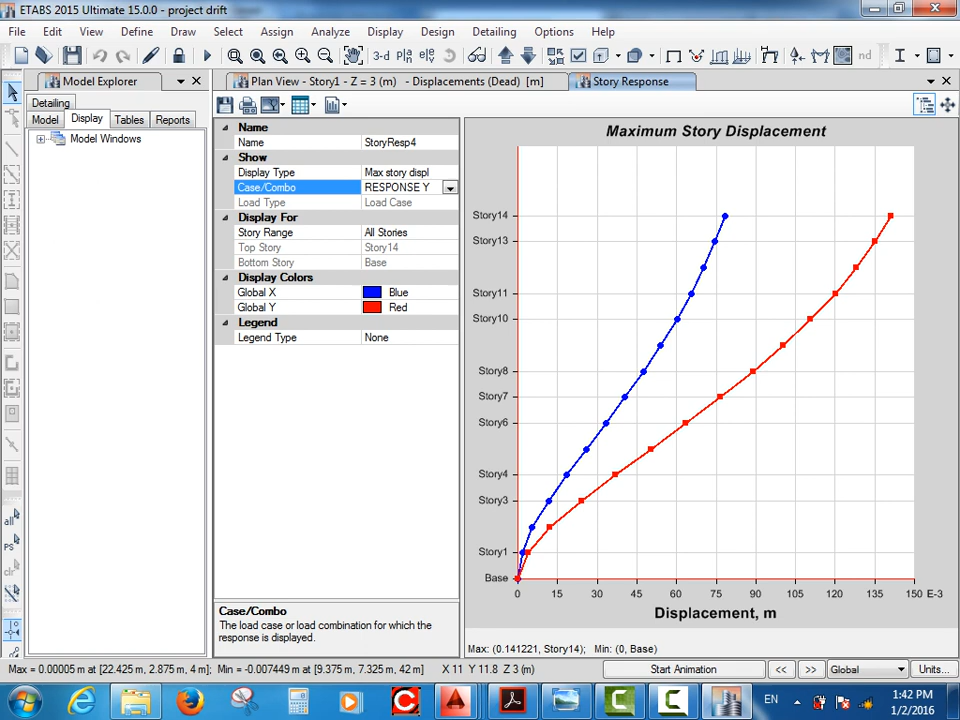 ETABS 2015 Ultimate 15.0.0 - project drift
File Edit View Define Draw Select Assign Analyze Display Design Detailing Options Help
3-d plạ elẹ nd
Model Explorer
Plan View - Story1 - Z = 3 (m) - Displacements (Dead) [m]
Story Response
Detailing
Model Display Tables Reports
Model Windows
all
PS
clr
Name
Name StoryResp4
Show
Display Type Max story displ
Case/Combo RESPONSE Y
Load Type Load Case
Display For
Story Range All Stories
Top Story Story14
Bottom Story Base
Display Colors
Global X Blue
Global Y Red
Legend
Legend Type None
Case/Combo
The load case or load combination for which the
response is displayed.
Maximum Story Displacement
Story14
Story13
Story11
Story10
Story8
Story7
Story6
Story4
Story3
Story1
Base
0 15 30 45 60 75 90 105 120 135 150 E-3
Displacement, m
Max: (0.141221, Story14); Min: (0, Base)
Max = 0.00005 m at [22.425 m, 2.875 m, 4 m]; Min = -0.007449 m at [9.375 m, 7.325 m, 42 m]
X 11 Y 11.8 Z 3 (m)
Start Animation << >> Global Units...
EN
1:42 PM
1/2/2016